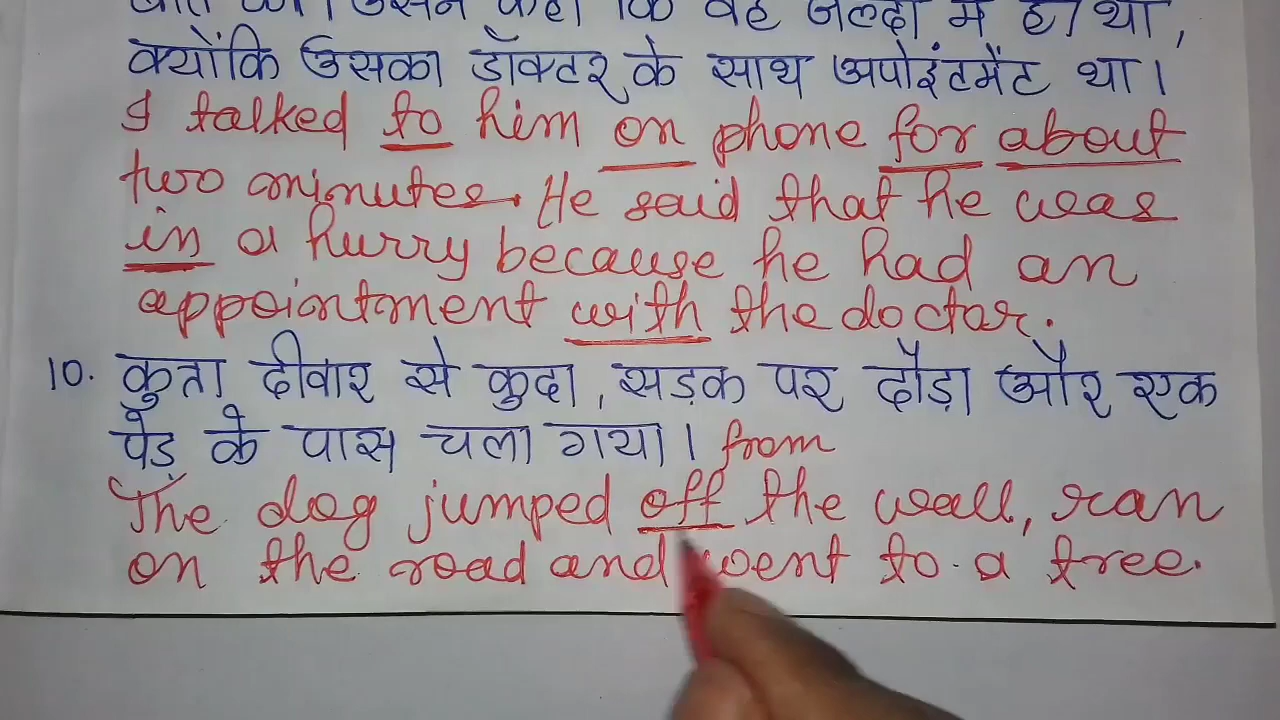 कि वह जल्दी में ही था,
क्योंकि उसका डॉक्टर के साथ अपोइंटमैंट था।
I talked to him on phone for about
two minutes. He said that he was
in a hurry because he had an
appointment with the doctor.
10. कुत्ता दीवार से कुदा, सड़क पर दौड़ा और एक
पेड़ के पास चला गया। from
The dog jumped off the wall, ran
on the road and went to a tree.